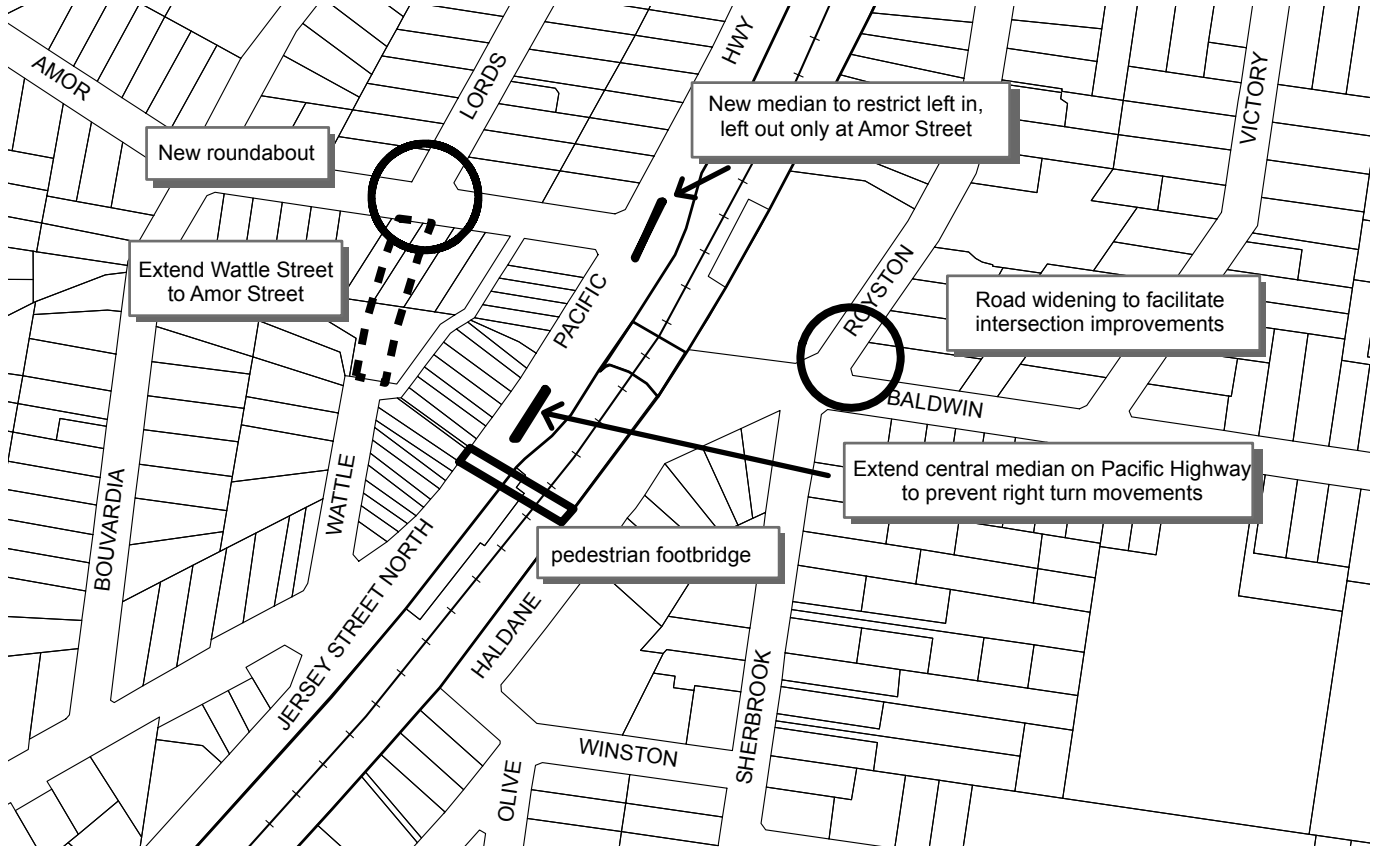 AMOR
LORDS
HWY
VICTORY
New median to restrict left in,
left out only at Amor Street
New roundabout
Extend Wattle Street
to Amor Street
PACIFIC
ROYSTON
Road widening to facilitate
intersection improvements
BALDWIN
Extend central median on Pacific Highway
to prevent right turn movements
BOUVARDIA
WATTLE
pedestrian footbridge
JERSEY STREET NORTH
HALDANE
SHERBROOK
WINSTON
OLIVE